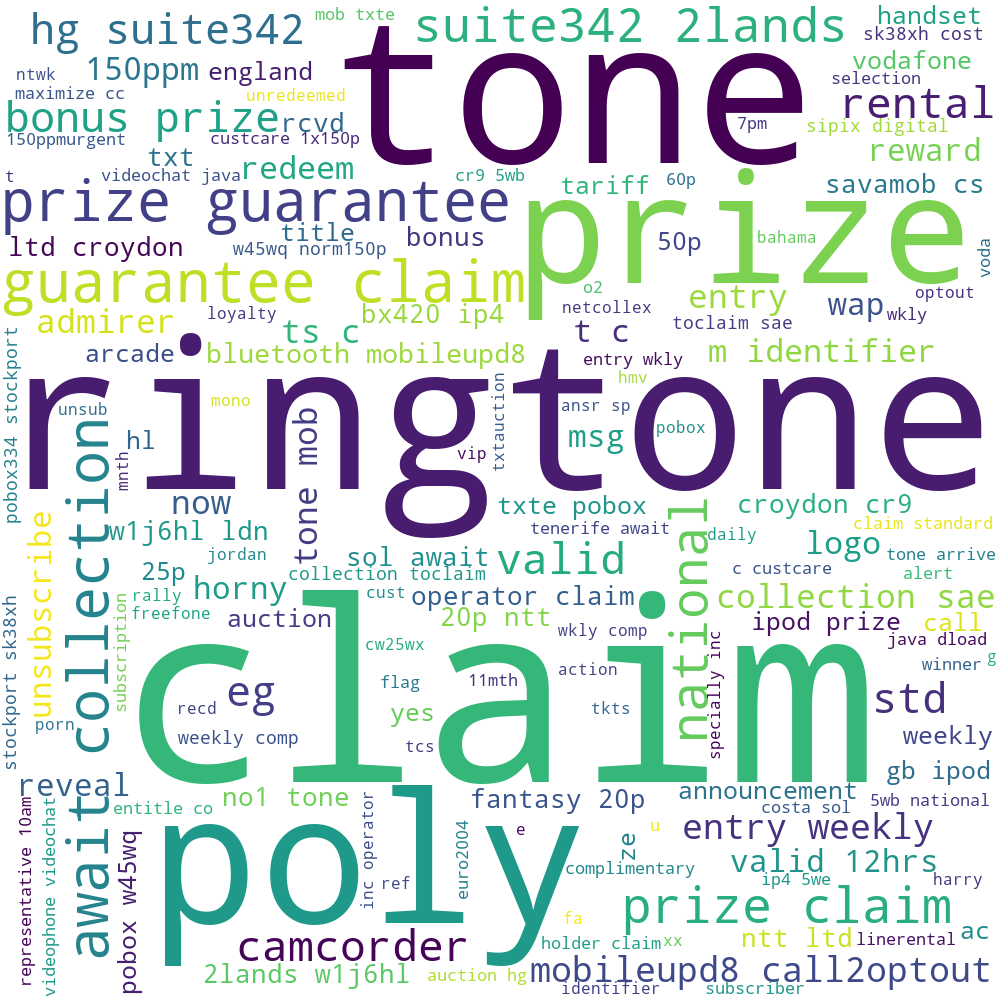 mob txte
handset
hg suite342
tone
suite342 2lands
sk38xh cost
ntwk
150ppm
england
vodafone
selection
maximize cc
unredeemed
rental
bonus prize
rcvd
7pm
sipix digital
150ppmurgent
custcare 1x150p
txt
reward
t
videochat java
redeem
cr9 5wb
tariff
60p
savamob cs
prize guarantee
prize
title
bonus
50p
bahama
voda
ltd croydon
w45wq norm150p
guarantee claim
o2
entry
optout
admirer
loyalty
ts c
bx420 ip4
netcollex
t c
toclaim sae
wap
wkly
arcade
bluetooth mobileupd8
entry wkly
m identifier
pobox334 stockport
ringtone
hmv
unsub
mono
txtauction
ansr sp
collection
hl
tone mob
msg
pobox
mnth
vip
now
txte pobox
national
croydon cr9
unsubscribe
w1j6hl ldn
tenerife await
daily
claim standard
jordan
sol await
valid
logo
tone arrive
25p
collection toclaim
c custcare
alert
stockport sk38xh
rally
horny
cust
operator claim
collection sae
subscription
freefone
auction
20p ntt
wkly comp
ipod prize
call
claim
cw25wx
specially inc
java dload
winner
g
eg
flag
11mth
action
std
recd
yes
tkts
porn
weekly comp
tcs
weekly
reveal
gb ipod
await
entitle co
no1 tone
poly
fantasy 20p
announcement
costa sol
5wb national
representative 10am
videophone videochat
pobox w45wq
inc operator
euro2004
e
ze
u
entry weekly
complimentary
valid 12hrs
ref
ip4 5we
harry
prize claim
fa
camcorder
holder claim
xx
ntt ltd
linerental
ac
2lands w1j6hl
auction hg
mobileupd8 call2optout
identifier
subscriber